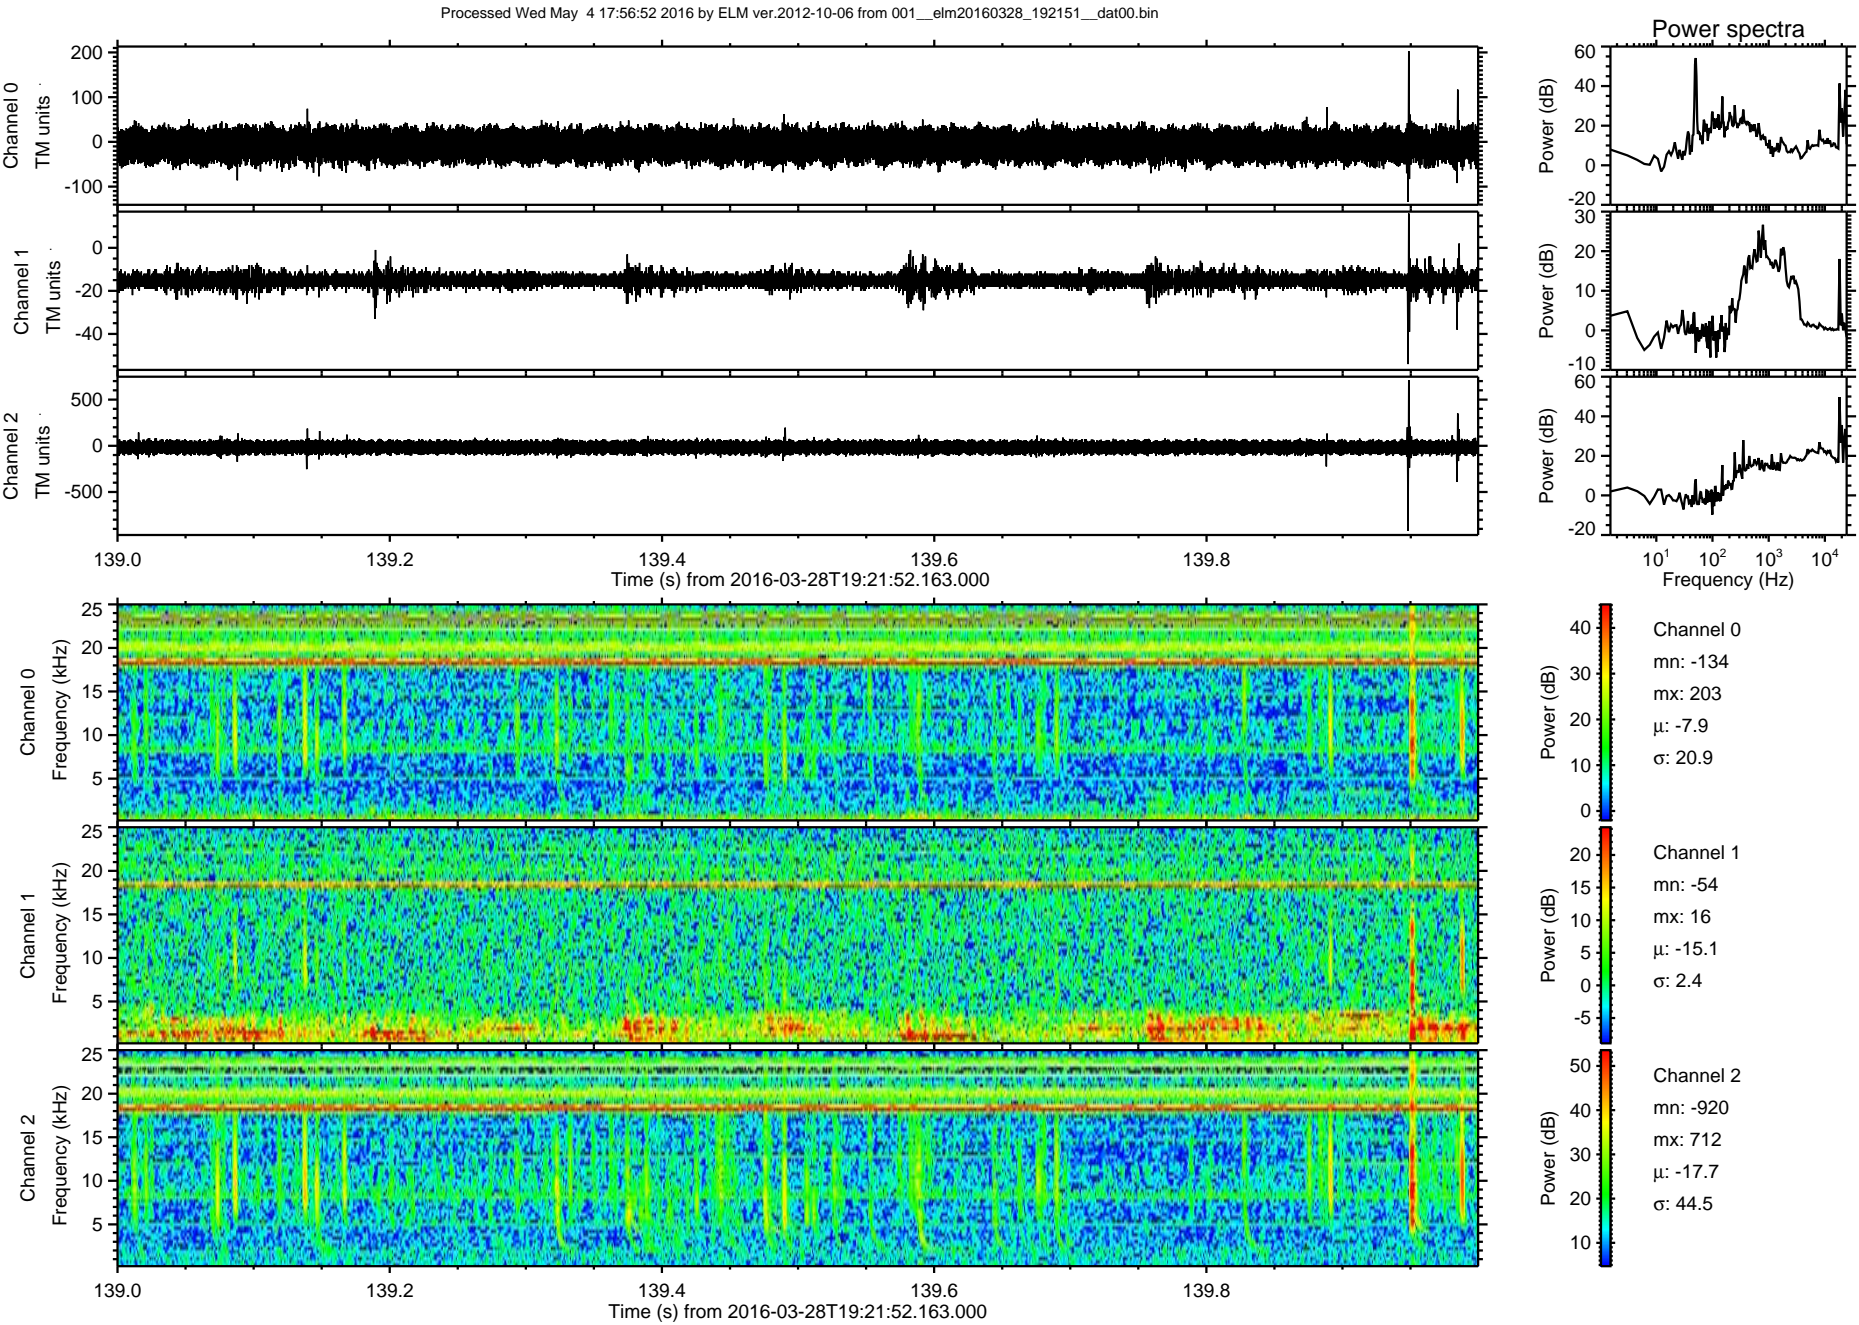 Processed Wed May  4 17:56:52 2016 by ELM ver.2012-10-06 from 001__elm20160328_192151__dat00.bin
Power spectra
Channel 0
TM units
200
100
0
-100
Power (dB)
60
40
20
0
-20
Channel 1
TM units
0
-20
-40
Power (dB)
30
20
10
0
-10
Channel 2
TM units
500
0
-500
Power (dB)
60
40
20
0
-20
139.0 139.2 139.4 139.6 139.8
Time (s) from 2016-03-28T19:21:52.163.000
10^1 10^2 10^3 10^4
Frequency (Hz)
Channel 0
Frequency (kHz)
25
20
15
10
5
Power (dB)
40
30
20
10
0
Channel 0
mn: -134
mx: 203
μ: -7.9
σ: 20.9
Channel 1
Frequency (kHz)
25
20
15
10
5
Power (dB)
20
15
10
5
0
-5
Channel 1
mn: -54
mx: 16
μ: -15.1
σ: 2.4
Channel 2
Frequency (kHz)
25
20
15
10
5
Power (dB)
50
40
30
20
10
Channel 2
mn: -920
mx: 712
μ: -17.7
σ: 44.5
139.0 139.2 139.4 139.6 139.8
Time (s) from 2016-03-28T19:21:52.163.000